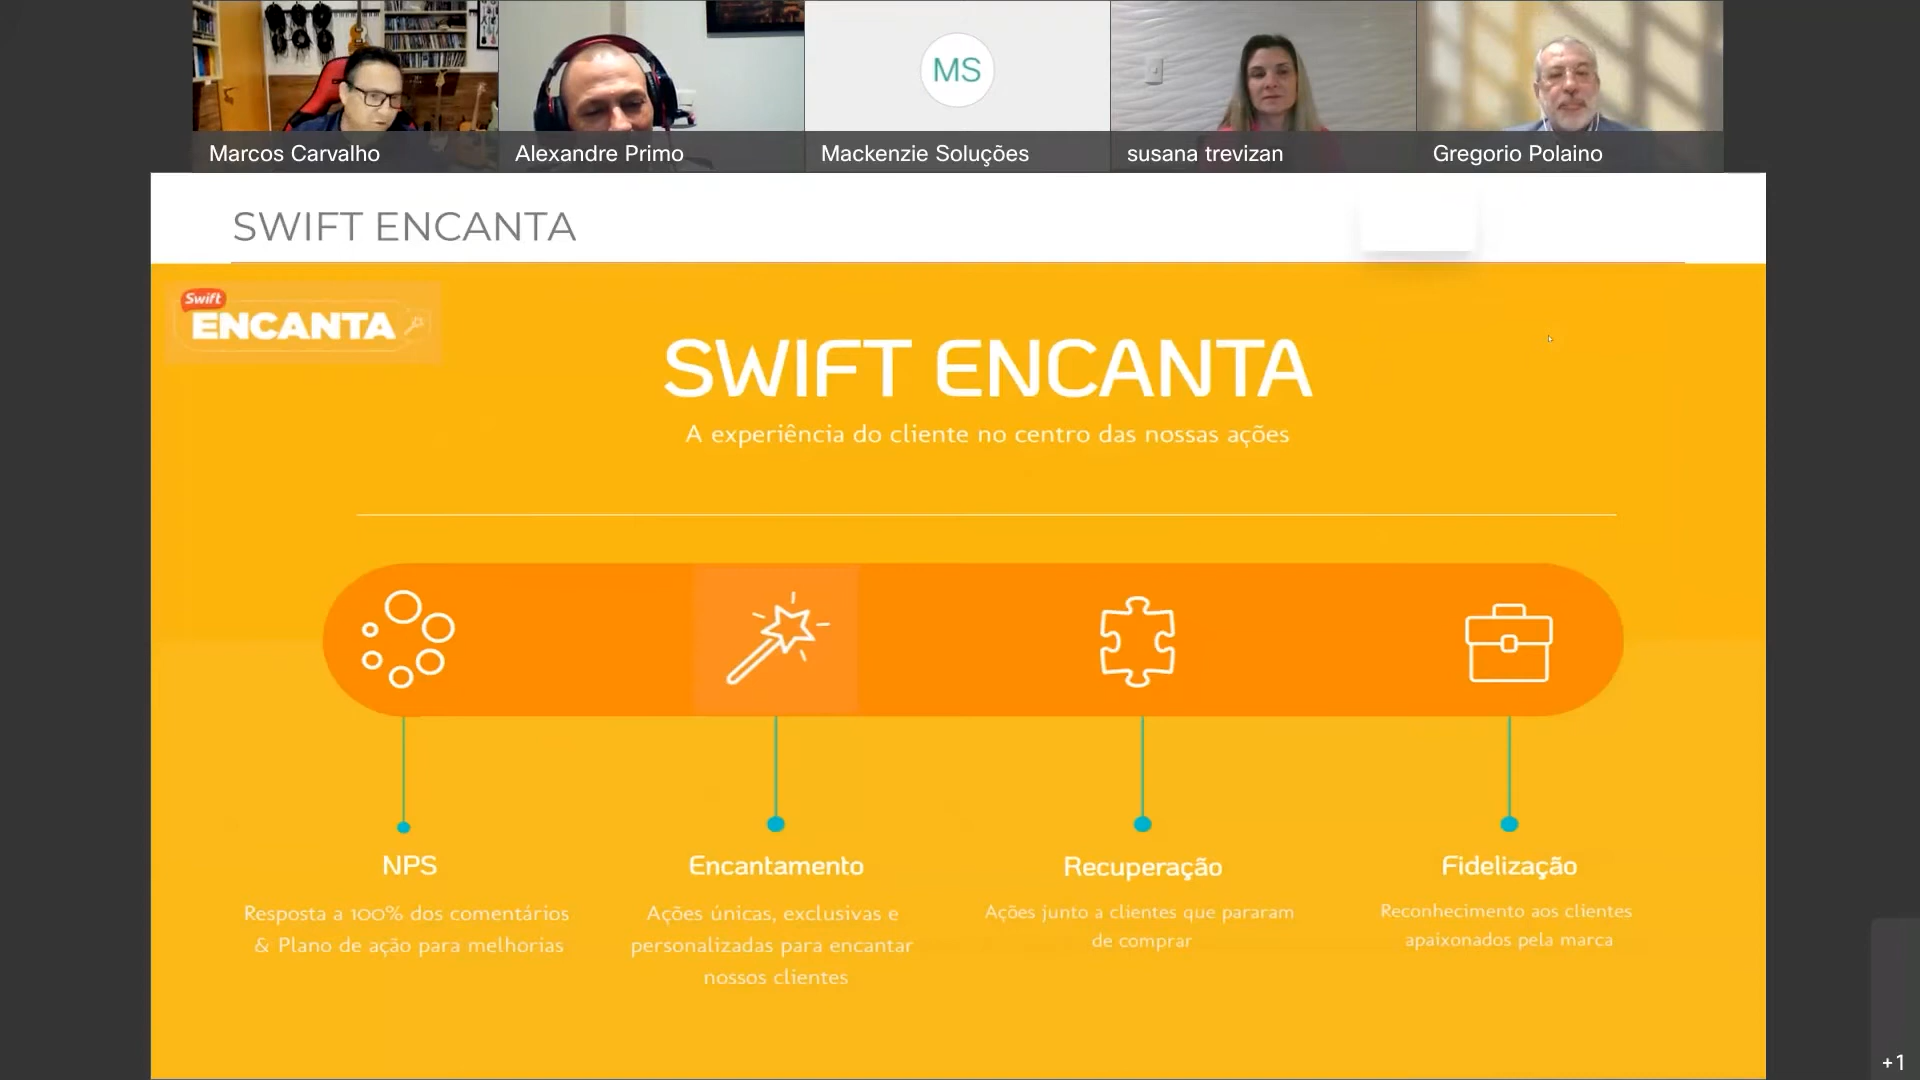 MS
Marcos Carvalho
Alexandre Primo
Mackenzie Soluções
susana trevizan
Gregorio Polaino
SWIFT ENCANTA
Swift
ENCANTA
SWIFT ENCANTA
A experiência do cliente no centro das nossas ações
NPS
Resposta a 100% dos comentários
& Plano de ação para melhorias
Encantamento
Ações únicas, exclusivas e
personalizadas para encantar
nossos clientes
Recuperação
Ações junto a clientes que pararam
de comprar
Fidelização
Reconhecimento aos clientes
apaixonados pela marca
+1